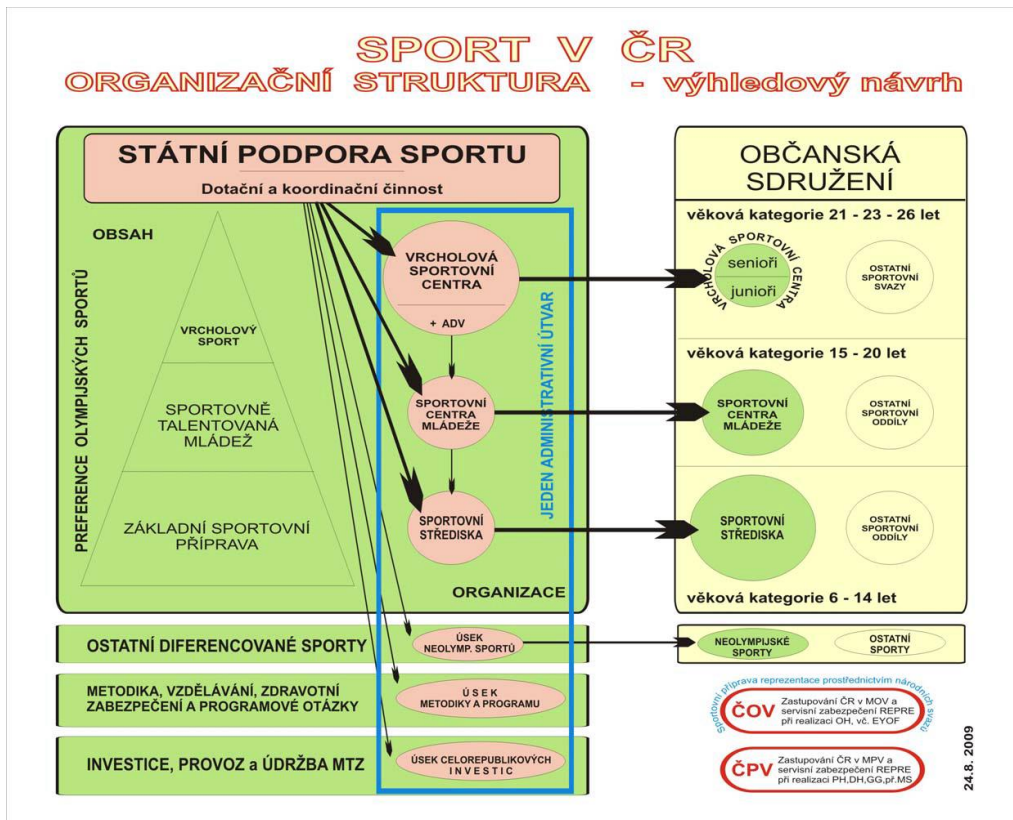 SPORT V ČR
ORGANIZAČNÍ STRUKTURA - výhledový návrh
STÁTNÍ PODPORA SPORTU
Dotační a koordinační činnost
OBSAH
PREFERENCE OLYMPIJSKÝCH SPORTŮ
VRCHOLOVÝ
SPORT
SPORTOVNĚ
TALENTOVANÁ
MLÁDEŽ
ZÁKLADNÍ SPORTOVNÍ
PŘÍPRAVA
VRCHOLOVÁ
SPORTOVNÍ
CENTRA
+ ADV
SPORTOVNÍ
CENTRA
MLÁDEŽE
SPORTOVNÍ
STŘEDISKA
JEDEN ADMINISTRATIVNÍ ÚTVAR
ORGANIZACE
OBČANSKÁ
SDRUŽENÍ
věková kategorie 21 - 23 - 26 let
VRCHOLOVÁ SPORTOVNÍ CENTRA
senioři
junioři
OSTATNÍ
SPORTOVNÍ
SVAZY
věková kategorie 15 - 20 let
SPORTOVNÍ
CENTRA
MLÁDEŽE
OSTATNÍ
SPORTOVNÍ
ODDÍLY
SPORTOVNÍ
STŘEDISKA
OSTATNÍ
SPORTOVNÍ
ODDÍLY
věková kategorie 6 - 14 let
OSTATNÍ DIFERENCOVANÉ SPORTY
ÚSEK
NEOLYMP. SPORTŮ
NEOLYMPIJSKÉ
SPORTY
OSTATNÍ
SPORTY
METODIKA, VZDĚLÁVÁNÍ, ZDRAVOTNÍ
ZABEZPEČENÍ A PROGRAMOVÉ OTÁZKY
ÚSEK
METODIKY A PROGRAMU
INVESTICE, PROVOZ a ÚDRŽBA MTZ
ÚSEK CELOREPUBLIKOVÝCH
INVESTIC
Sportovní příprava reprezentace prostřednictvím národních svazů
ČOV
Zastupování ČR v MOV a
servisní zabezpečení REPRE
při realizaci OH, vč. EYOF
ČPV
Zastupování ČR v MPV a
servisní zabezpečení REPRE
při realizaci PH,DH,GG,př.MS
24.8. 2009